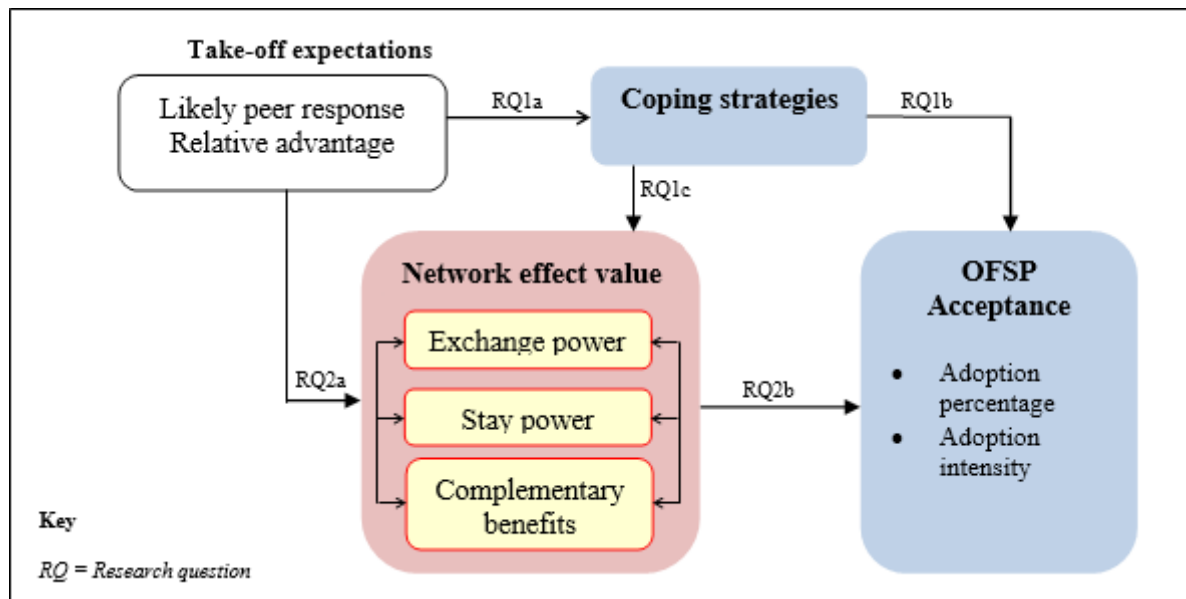 Take-off expectations
Likely peer response
Relative advantage
RQ1a
Coping strategies
RQ1b
RQ1c
Network effect value
Exchange power
Stay power
Complementary
benefits
RQ2a
RQ2b
OFSP
Acceptance
• Adoption
percentage
• Adoption
intensity
Key
RQ = Research question